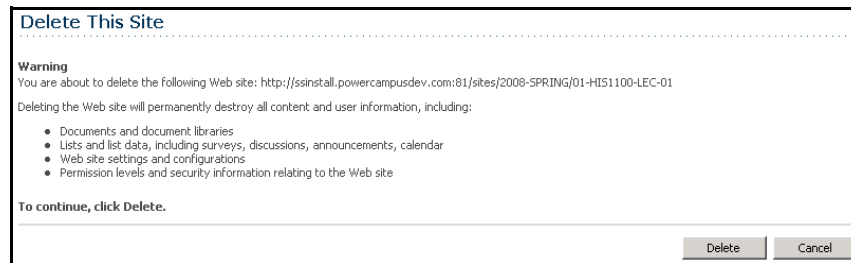 Delete This Site
Warning
You are about to delete the following Web site: http://ssinstall.powercampusdev.com:81/sites/2008-SPRING/01-HIS1100-LEC-01
Deleting the Web site will permanently destroy all content and user information, including:
● Documents and document libraries
● Lists and list data, including surveys, discussions, announcements, calendar
● Web site settings and configurations
● Permission levels and security information relating to the Web site
To continue, click Delete.
Delete Cancel